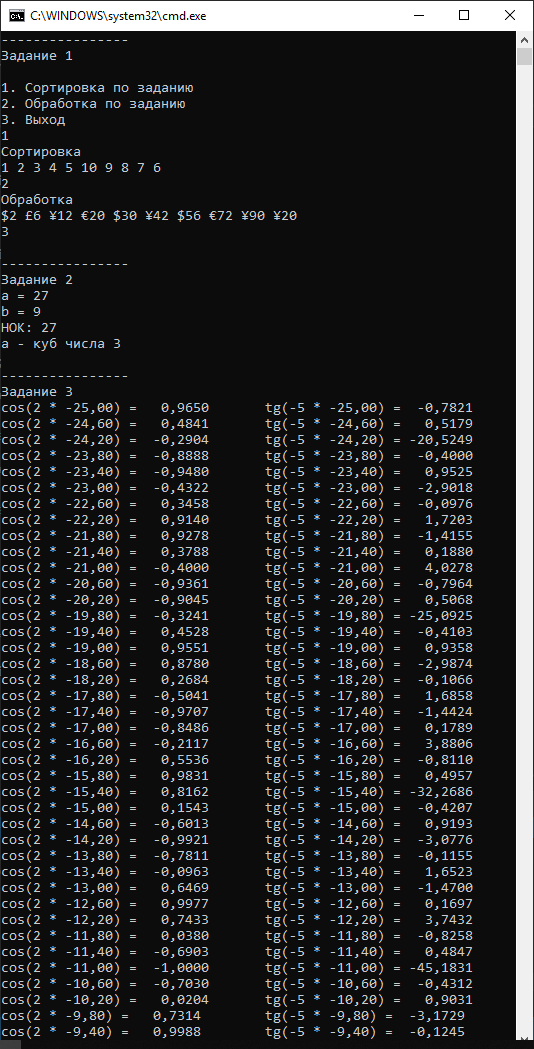 C:\WINDOWS\system32\cmd.exe
----------------
Задание 1
1. Сортировка по заданию
2. Обработка по заданию
3. Выход
1
Сортировка
1 2 3 4 5 10 9 8 7 6
2
Обработка
$2 £6 ¥12 €20 $30 ¥42 $56 €72 ¥90 ¥20
3
----------------
Задание 2
a = 27
b = 9
НОК: 27
a - куб числа 3
----------------
Задание 3
cos(2 * -25,00) =   0,9650       tg(-5 * -25,00) =  -0,7821
cos(2 * -24,60) =   0,4841       tg(-5 * -24,60) =   0,5179
cos(2 * -24,20) =  -0,2904       tg(-5 * -24,20) = -20,5249
cos(2 * -23,80) =  -0,8888       tg(-5 * -23,80) =  -0,4000
cos(2 * -23,40) =  -0,9480       tg(-5 * -23,40) =   0,9525
cos(2 * -23,00) =  -0,4322       tg(-5 * -23,00) =  -2,9018
cos(2 * -22,60) =   0,3458       tg(-5 * -22,60) =  -0,0976
cos(2 * -22,20) =   0,9140       tg(-5 * -22,20) =   1,7203
cos(2 * -21,80) =   0,9278       tg(-5 * -21,80) =  -1,4155
cos(2 * -21,40) =   0,3788       tg(-5 * -21,40) =   0,1880
cos(2 * -21,00) =  -0,4000       tg(-5 * -21,00) =   4,0278
cos(2 * -20,60) =  -0,9361       tg(-5 * -20,60) =  -0,7964
cos(2 * -20,20) =  -0,9045       tg(-5 * -20,20) =   0,5068
cos(2 * -19,80) =  -0,3241       tg(-5 * -19,80) = -25,0925
cos(2 * -19,40) =   0,4528       tg(-5 * -19,40) =  -0,4103
cos(2 * -19,00) =   0,9551       tg(-5 * -19,00) =   0,9358
cos(2 * -18,60) =   0,8780       tg(-5 * -18,60) =  -2,9874
cos(2 * -18,20) =   0,2684       tg(-5 * -18,20) =  -0,1066
cos(2 * -17,80) =  -0,5041       tg(-5 * -17,80) =   1,6858
cos(2 * -17,40) =  -0,9707       tg(-5 * -17,40) =  -1,4424
cos(2 * -17,00) =  -0,8486       tg(-5 * -17,00) =   0,1789
cos(2 * -16,60) =  -0,2117       tg(-5 * -16,60) =   3,8806
cos(2 * -16,20) =   0,5536       tg(-5 * -16,20) =  -0,8110
cos(2 * -15,80) =   0,9831       tg(-5 * -15,80) =   0,4957
cos(2 * -15,40) =   0,8162       tg(-5 * -15,40) = -32,2686
cos(2 * -15,00) =   0,1543       tg(-5 * -15,00) =  -0,4207
cos(2 * -14,60) =  -0,6013       tg(-5 * -14,60) =   0,9193
cos(2 * -14,20) =  -0,9921       tg(-5 * -14,20) =  -3,0776
cos(2 * -13,80) =  -0,7811       tg(-5 * -13,80) =  -0,1155
cos(2 * -13,40) =  -0,0963       tg(-5 * -13,40) =   1,6523
cos(2 * -13,00) =   0,6469       tg(-5 * -13,00) =  -1,4700
cos(2 * -12,60) =   0,9977       tg(-5 * -12,60) =   0,1697
cos(2 * -12,20) =   0,7433       tg(-5 * -12,20) =   3,7432
cos(2 * -11,80) =   0,0380       tg(-5 * -11,80) =  -0,8258
cos(2 * -11,40) =  -0,6903       tg(-5 * -11,40) =   0,4847
cos(2 * -11,00) =  -1,0000       tg(-5 * -11,00) = -45,1831
cos(2 * -10,60) =  -0,7030       tg(-5 * -10,60) =  -0,4312
cos(2 * -10,20) =   0,0204       tg(-5 * -10,20) =   0,9031
cos(2 * -9,80) =   0,7314        tg(-5 * -9,80) =  -3,1729
cos(2 * -9,40) =   0,9988        tg(-5 * -9,40) =  -0,1245